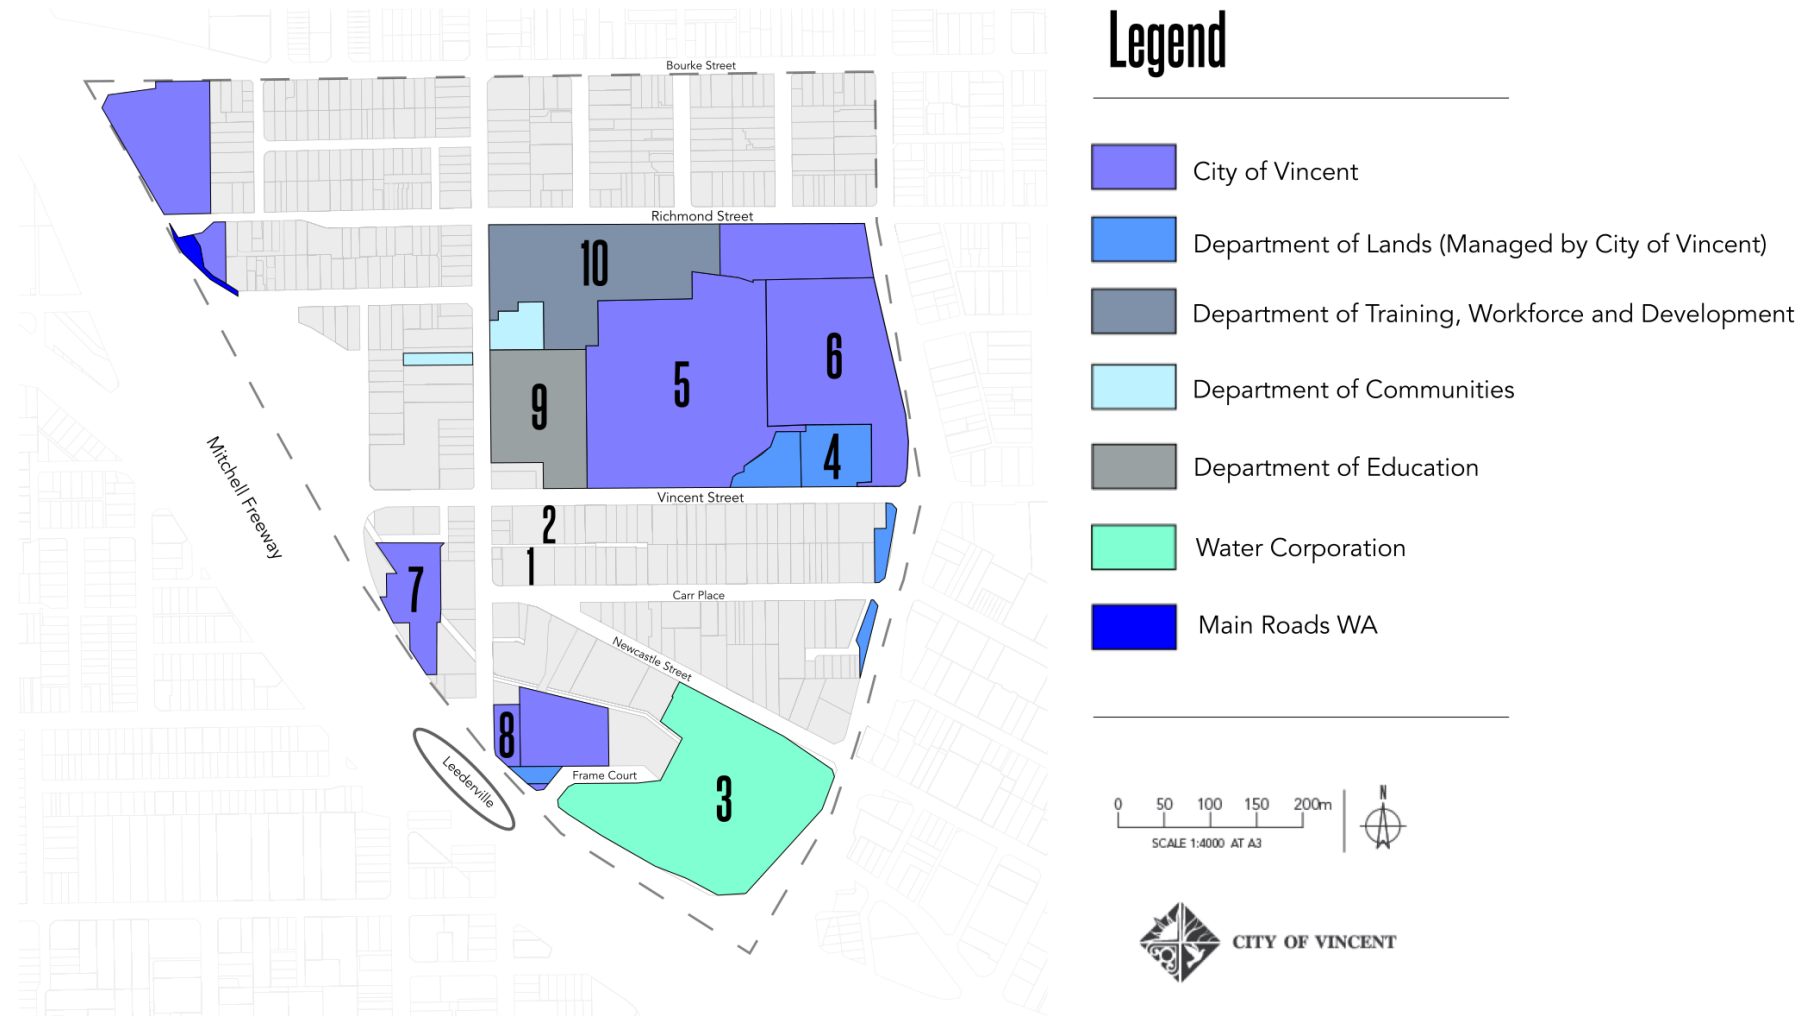 Legend
Bourke Street
City of Vincent
Richmond Street
Department of Lands (Managed by City of Vincent)
10
Department of Training, Workforce and Development
6
5
Department of Communities
9
4
Mitchell Freeway
Department of Education
Vincent Street
2
Water Corporation
1
7
Carr Place
Main Roads WA
Newcastle Street
8
Leederville
Frame Court
3
0 50 100 150 200m
N
SCALE 1:4000 AT A3
CITY OF VINCENT